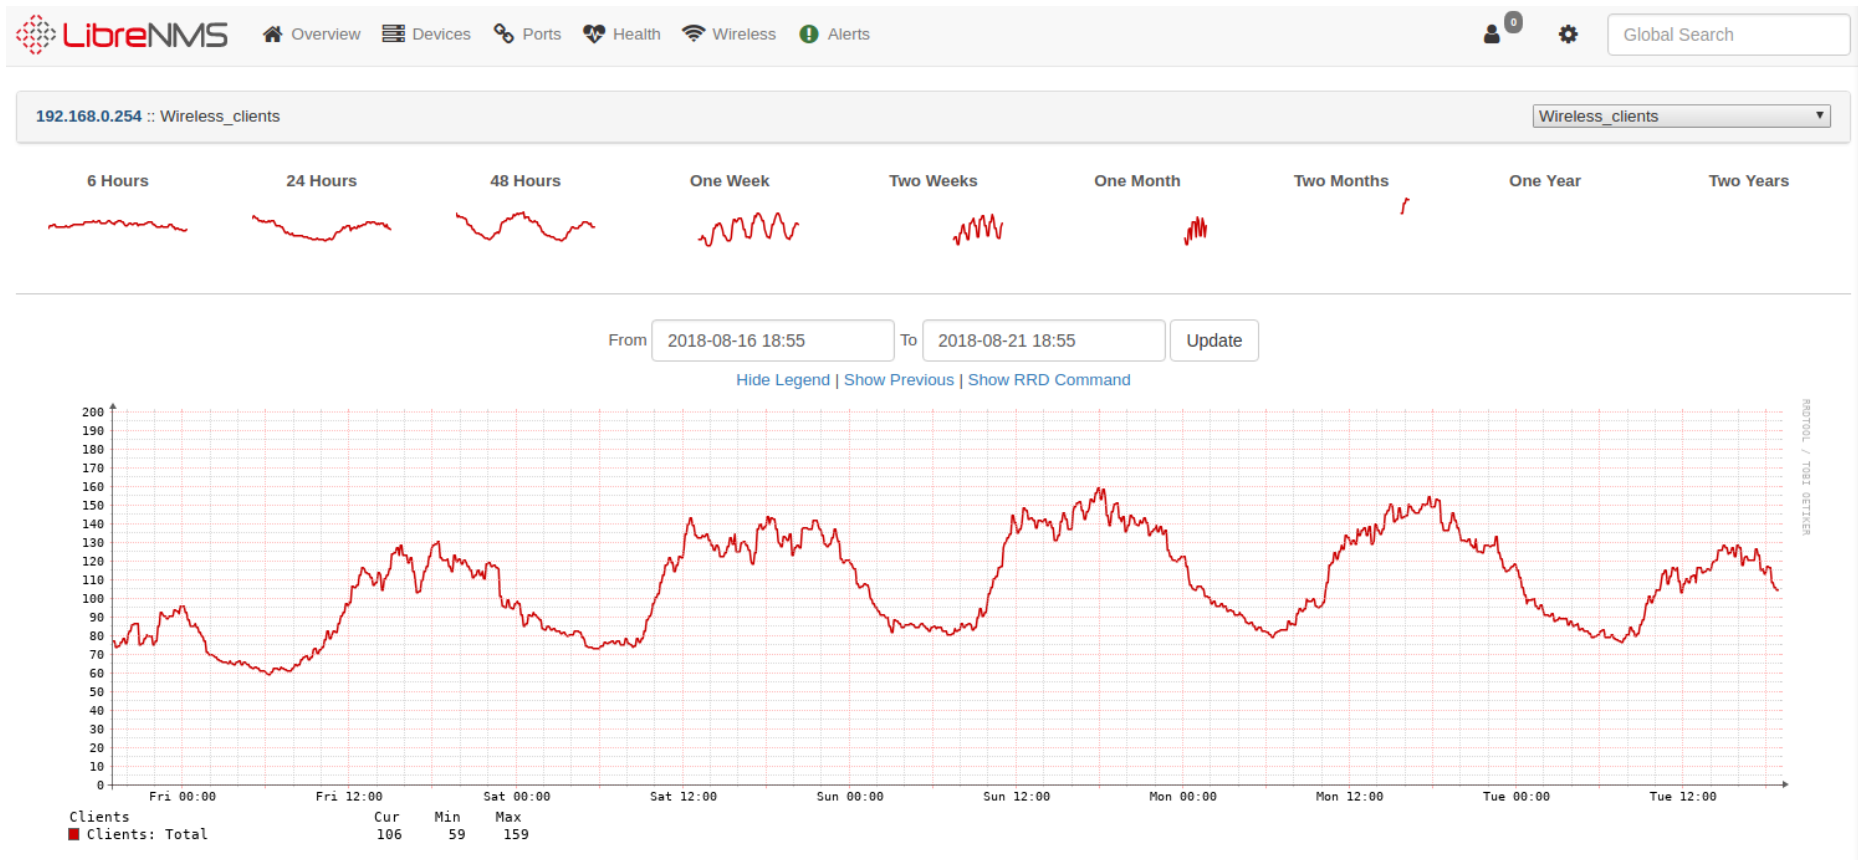 LibreNMS Overview Devices Ports Health Wireless Alerts 0 Global Search
192.168.0.254 :: Wireless_clients Wireless_clients
6 Hours 24 Hours 48 Hours One Week Two Weeks One Month Two Months One Year Two Years
From 2018-08-16 18:55 To 2018-08-21 18:55 Update
Hide Legend | Show Previous | Show RRD Command
200
190
180
170
160
150
140
130
120
110
100
90
80
70
60
50
40
30
20
10
0
RRDTOOL / TOBI OETIKER
Fri 00:00 Fri 12:00 Sat 00:00 Sat 12:00 Sun 00:00 Sun 12:00 Mon 00:00 Mon 12:00 Tue 00:00 Tue 12:00
Clients Cur Min Max
Clients: Total 106 59 159